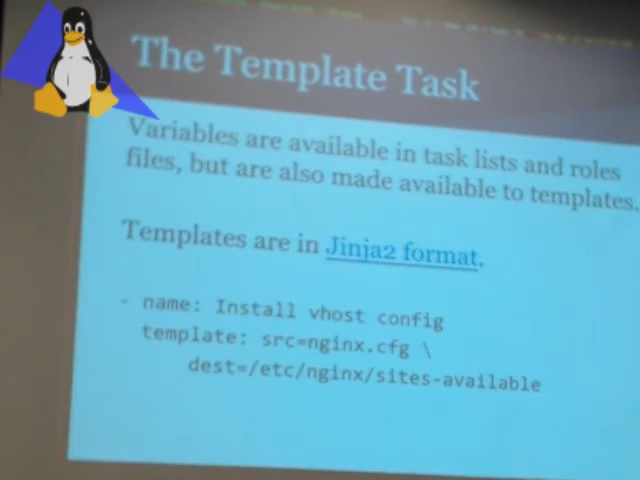 The Template Task
Variables are available in task lists and roles
files, but are also made available to templates.
Templates are in Jinja2 format.
- name: Install vhost config
template: src=nginx.cfg \
dest=/etc/nginx/sites-available